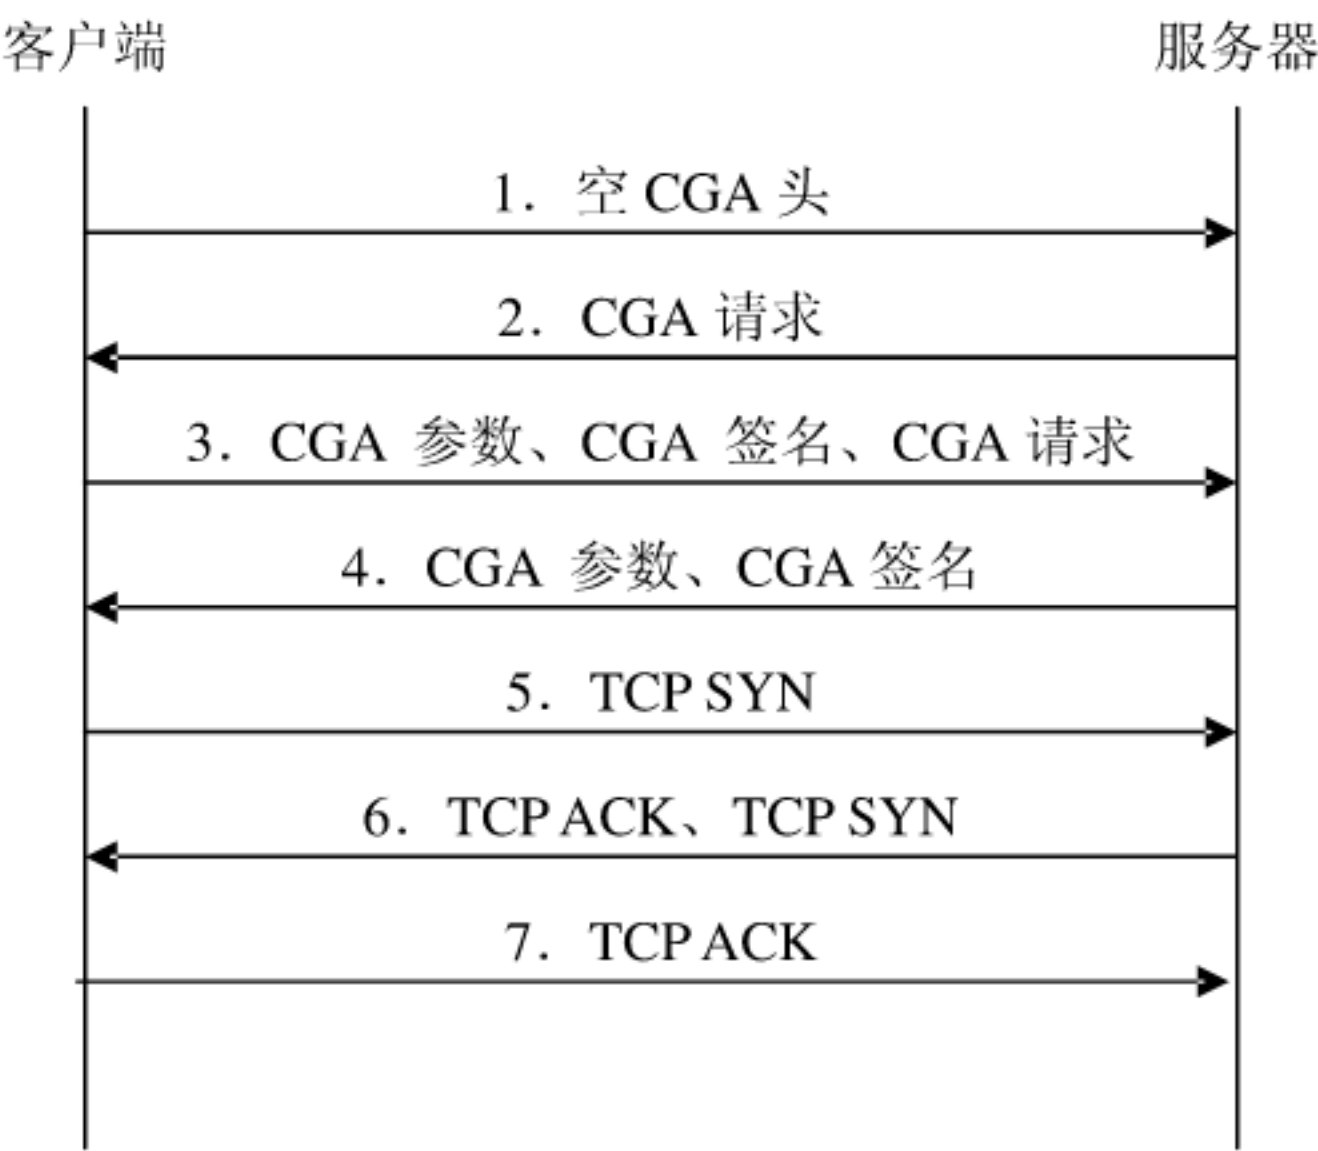 客户端 服务器
1. 空 CGA 头
2. CGA 请求
3. CGA 参数、CGA 签名、CGA 请求
4. CGA 参数、CGA 签名
5. TCP SYN
6. TCP ACK、TCP SYN
7. TCP ACK